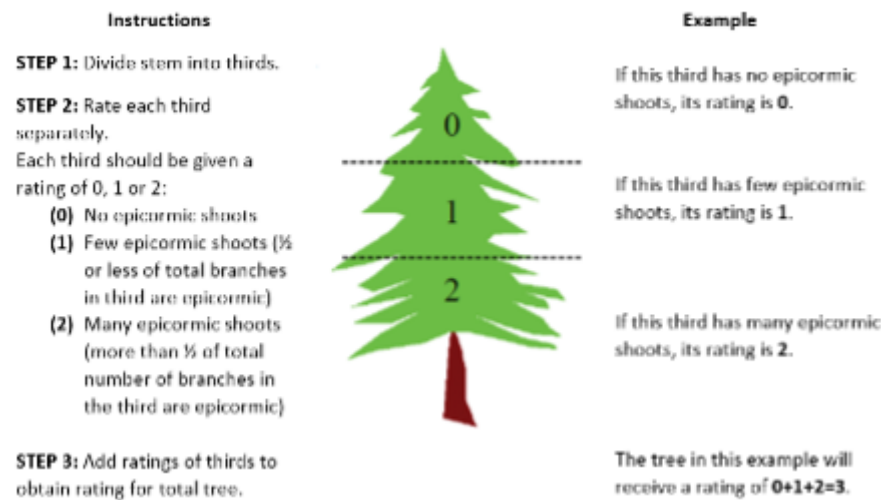 Instructions
STEP 1: Divide stem into thirds.
STEP 2: Rate each third
separately.
Each third should be given a
rating of 0, 1 or 2:
(0) No epicormic shoots
(1) Few epicormic shoots (
or less of total branches
in third are epicormic)
(2) Many epicormic shoots
(more than of total
number of branches in
the third are epicormic)
STEP 3: Add ratings of thirds to
obtain rating for total tree.
0
1
2
Example
If this third has no epicormic
shoots, its rating is 0.
If this third has few epicormic
shoots, its rating is 1.
If this third has many epicormic
shoots, its rating is 2.
The tree in this example will
receive a rating of 0+1+2=3.